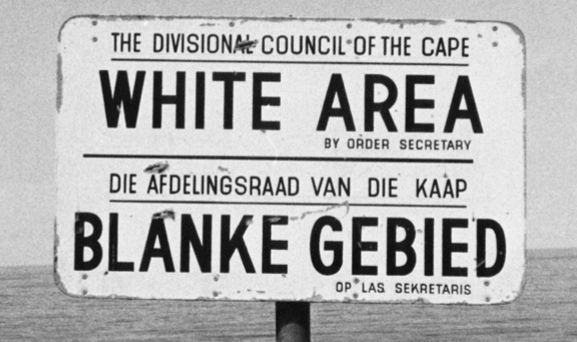 THE DIVISIONAL COUNCIL OF THE CAPE
WHITE AREA
BY ORDER SECRETARY
DIE AFDELINGSRAAD VAN DIE KAAP
BLANKE GEBIED
OP LAS SEKRETARIS